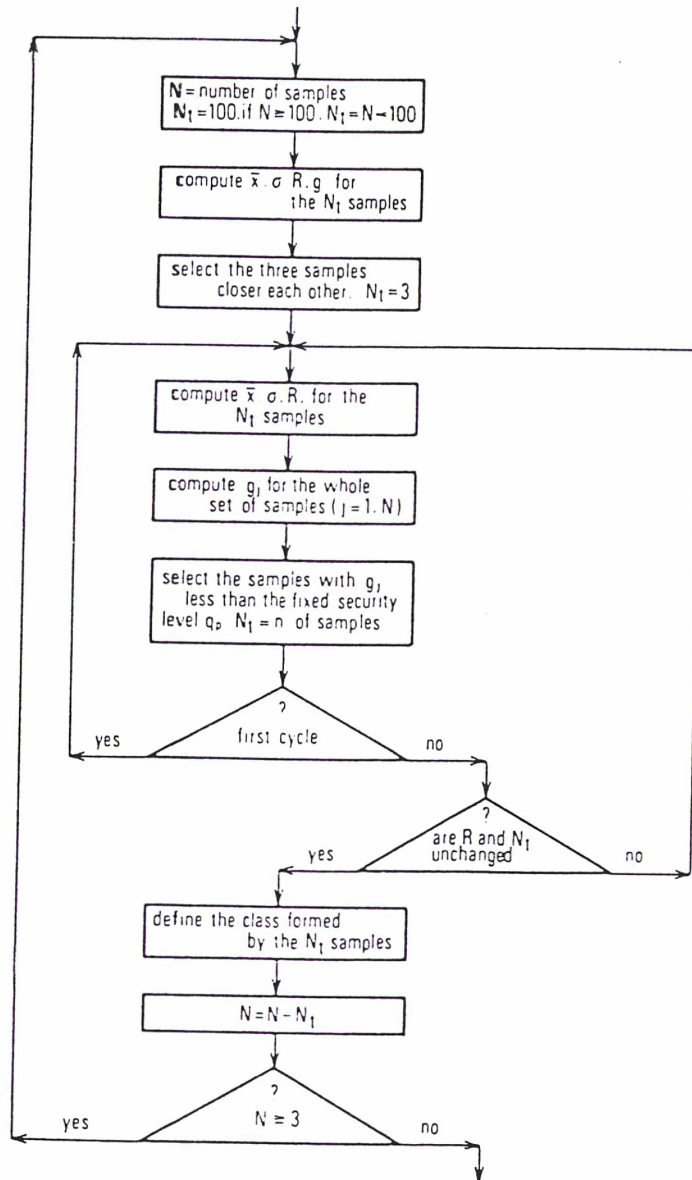 N=number of samples
N₁=100.if N≥100.N₁=N-100
compute x̄.σ R.g for
the N₁ samples
select the three samples
closer each other. N₁=3
compute x̄ σ.R. for the
N₁ samples
compute gⱼ for the whole
set of samples (j=1.N)
select the samples with gⱼ
less than the fixed security
level qₚ N₁=n of samples
?
yes first cycle no
?
are R and N₁
yes unchanged no
define the class formed
by the N₁ samples
N=N-N₁
?
yes N≥3 no